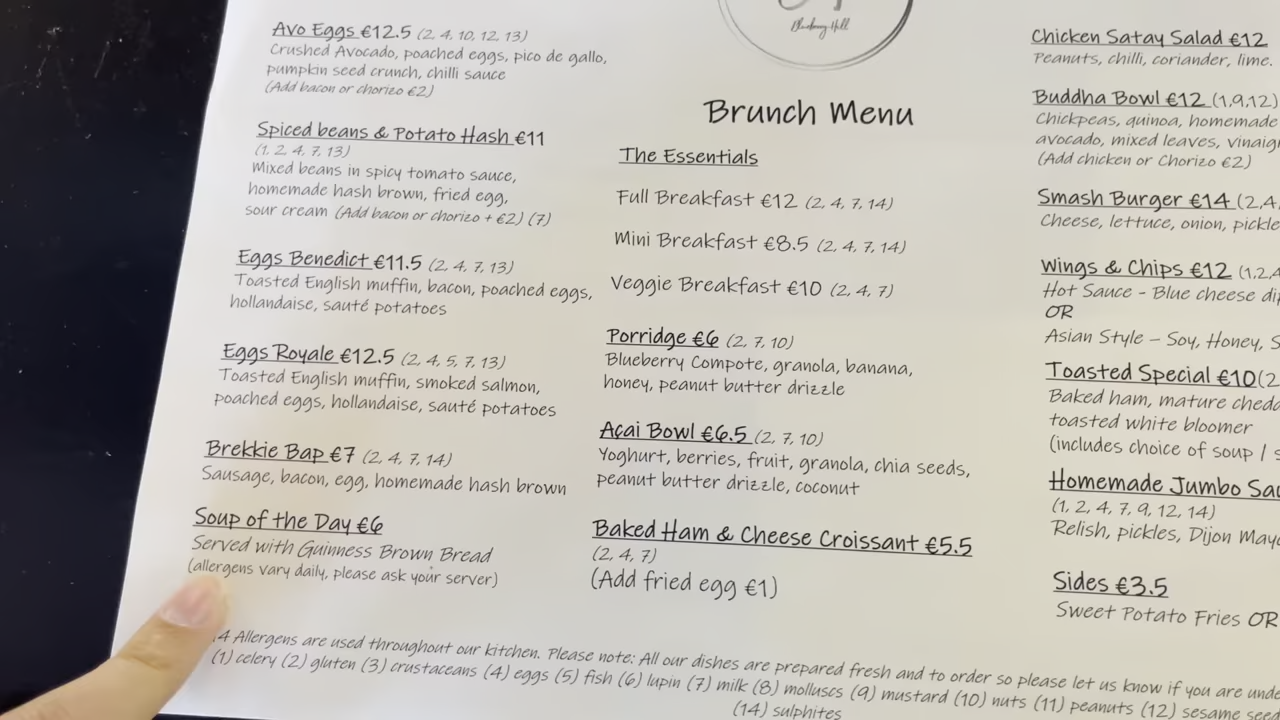 Avo Eggs €12.5 (2, 4, 10, 12, 13)
Crushed Avocado, poached eggs, pico de gallo,
pumpkin seed crunch, chilli sauce
(Add bacon or chorizo €2)
Spiced beans & Potato Hash €11
(1, 2, 4, 7, 13)
Mixed beans in spicy tomato sauce,
homemade hash brown, fried egg,
sour cream (Add bacon or chorizo + €2) (7)
Eggs Benedict €11.5 (2, 4, 7, 13)
Toasted English muffin, bacon, poached eggs,
hollandaise, sauté potatoes
Eggs Royale €12.5 (2, 4, 5, 7, 13)
Toasted English muffin, smoked salmon,
poached eggs, hollandaise, sauté potatoes
Brekkie Bap €7 (2, 4, 7, 14)
Sausage, bacon, egg, homemade hash brown
Soup of the Day €6
Served with Guinness Brown Bread
(allergens vary daily, please ask your server)
Blueberry Hill
Brunch Menu
The Essentials
Full Breakfast €12 (2, 4, 7, 14)
Mini Breakfast €8.5 (2, 4, 7, 14)
Veggie Breakfast €10 (2, 4, 7)
Porridge €6 (2, 7, 10)
Blueberry Compote, granola, banana,
honey, peanut butter drizzle
Açai Bowl €6.5 (2, 7, 10)
Yoghurt, berries, fruit, granola, chia seeds,
peanut butter drizzle, coconut
Baked Ham & Cheese Croissant €5.5
(2, 4, 7)
(Add fried egg €1)
Chicken Satay Salad €12
Peanuts, chilli, coriander, lime.
Buddha Bowl €12 (1,9,12)
Chickpeas, quinoa, homemade
avocado, mixed leaves,
(Add chicken or Chorizo €2)
Smash Burger €14 (2,4,
Cheese, lettuce, onion, pickle
Wings & Chips €12 (1,2,4
Hot Sauce - Blue cheese
OR
Asian Style – Soy, Honey,
Toasted Special €10(2
Baked ham, mature
toasted white bloomer
(includes choice of soup /
Homemade Jumbo
(1, 2, 4, 7, 9, 12, 14)
Relish, pickles, Dijon
Sides €3.5
Sweet Potato Fries OR
4 Allergens are used throughout our kitchen. Please note: All our dishes are prepared fresh and to order so please let us know if you are
(1) celery (2) gluten (3) crustaceans (4) eggs (5) fish (6) lupin (7) milk (8) molluscs (9) mustard (10) nuts (11) peanuts (12) sesame
(14) sulphites